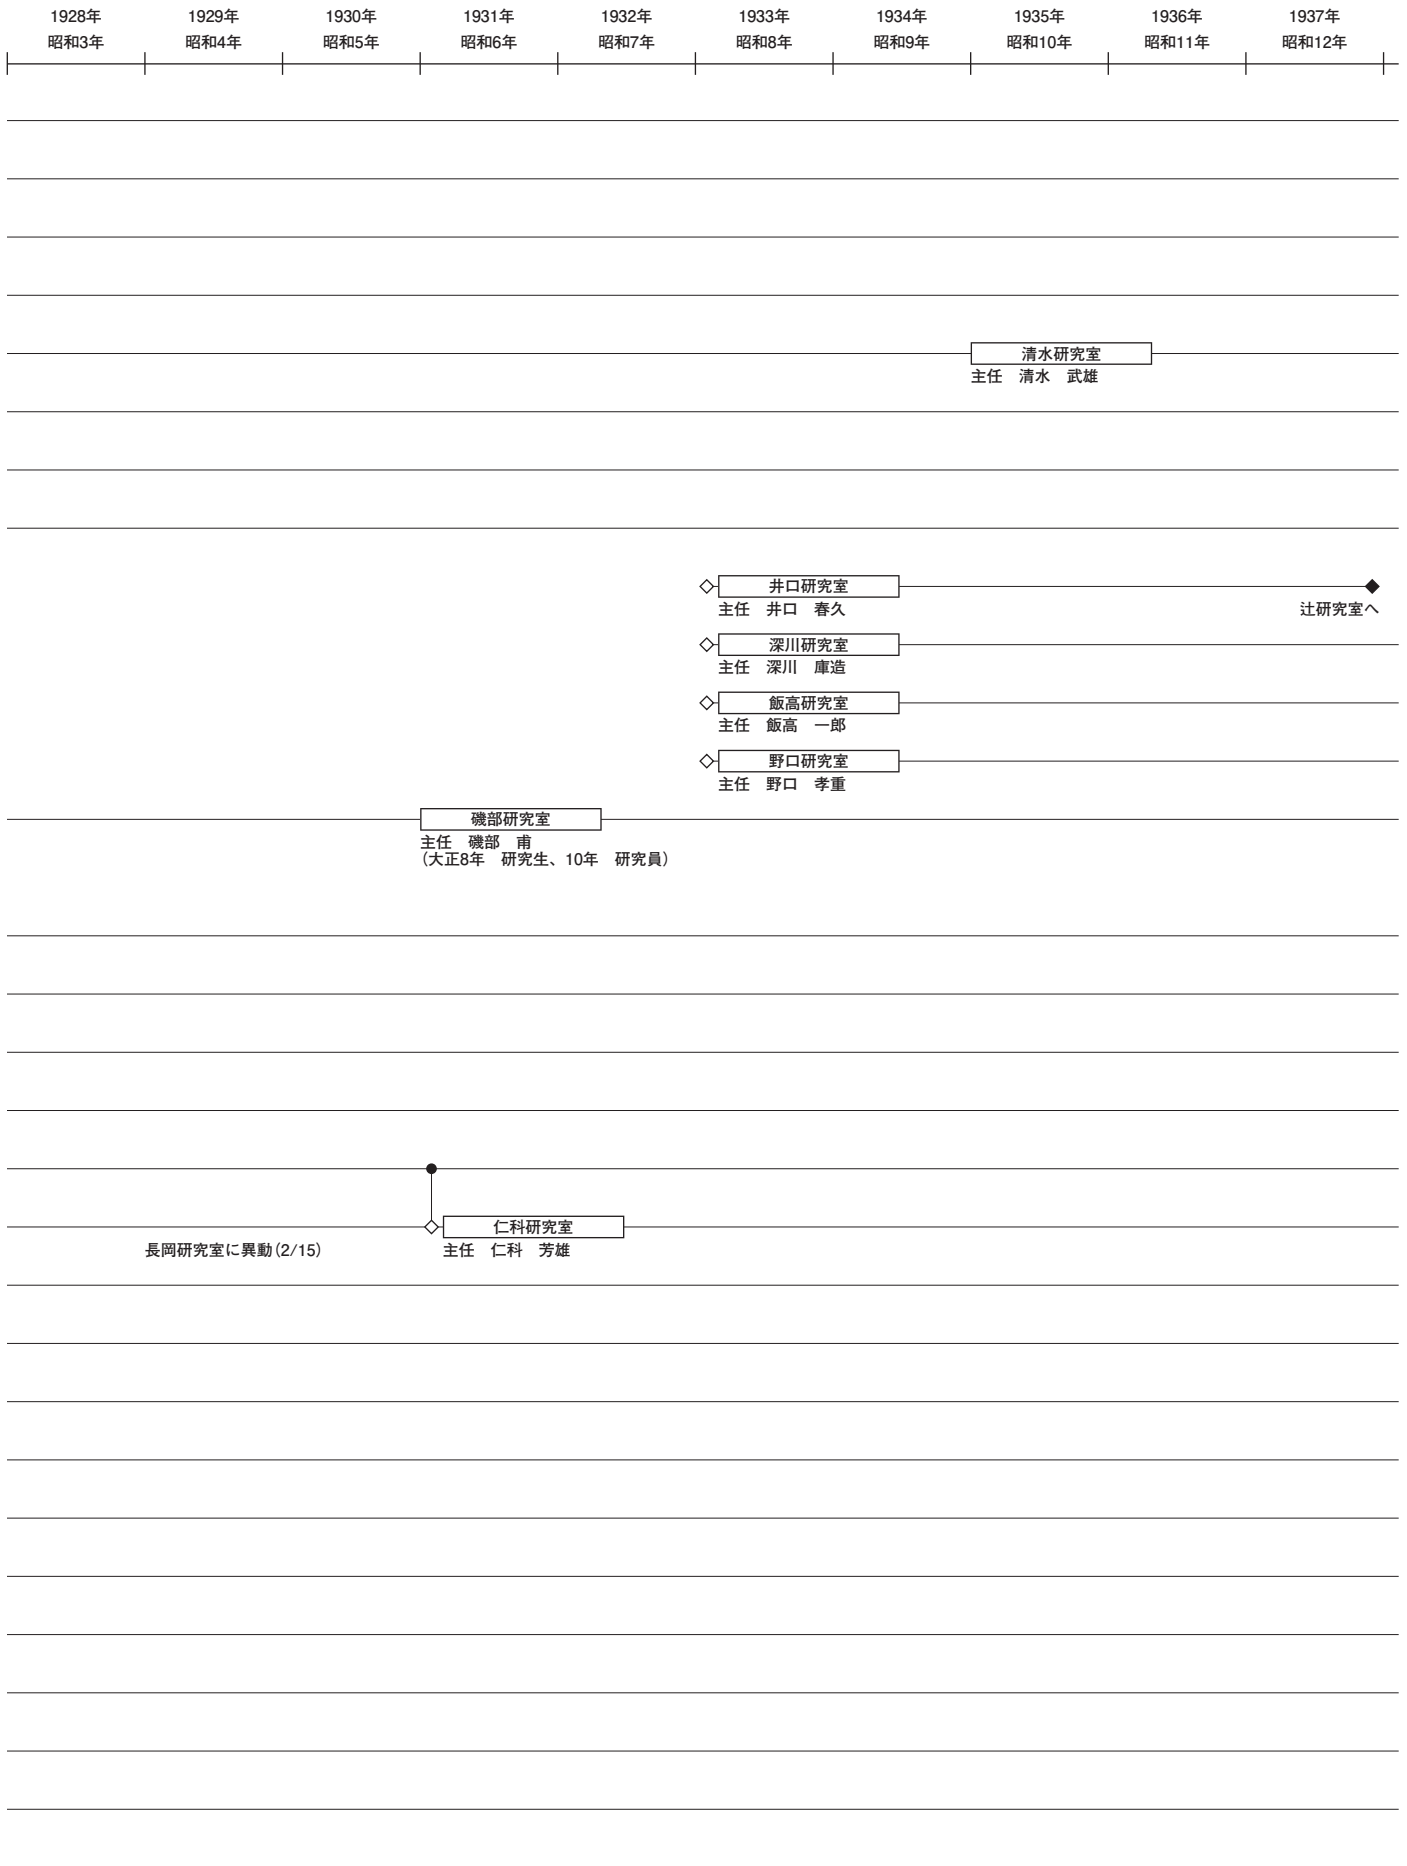 1928年 1929年 1930年 1931年 1932年 1933年 1934年 1935年 1936年 1937年
昭和3年 昭和4年 昭和5年 昭和6年 昭和7年 昭和8年 昭和9年 昭和10年 昭和11年 昭和12年
清水研究室
主任 清水 武雄
井口研究室
主任 井口 春久 辻研究室へ
深川研究室
主任 深川 庫造
飯高研究室
主任 飯高 一郎
野口研究室
主任 野口 孝重
磯部研究室
主任 磯部 甫
（大正8年 研究生、10年 研究員）
仁科研究室
長岡研究室に異動（2/15） 主任 仁科 芳雄